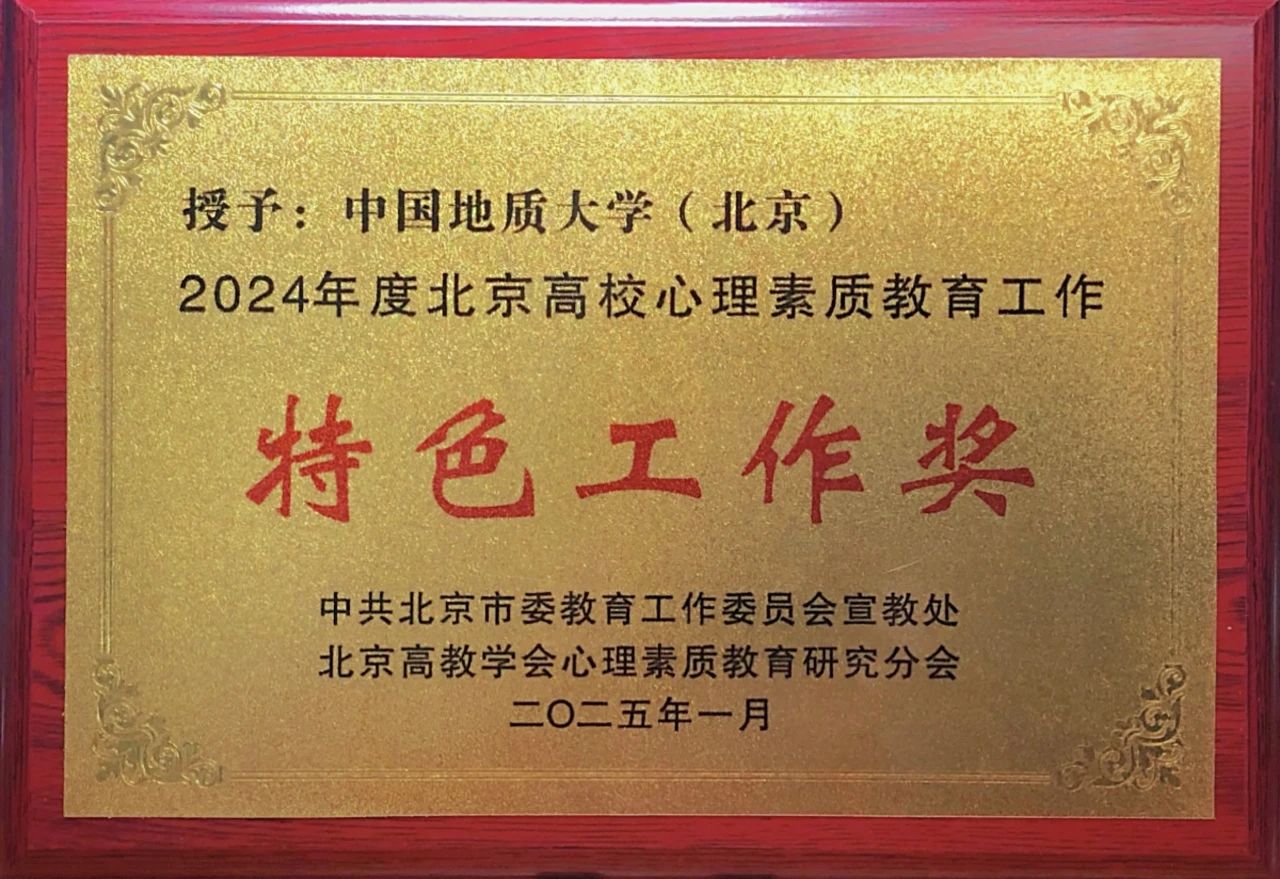 授予：中国地质大学（北京）
2024年度北京高校心理素质教育工作
特色工作奖
中共北京市委教育工作委员会宣教处
北京高教学会心理素质教育研究分会
二〇二五年一月